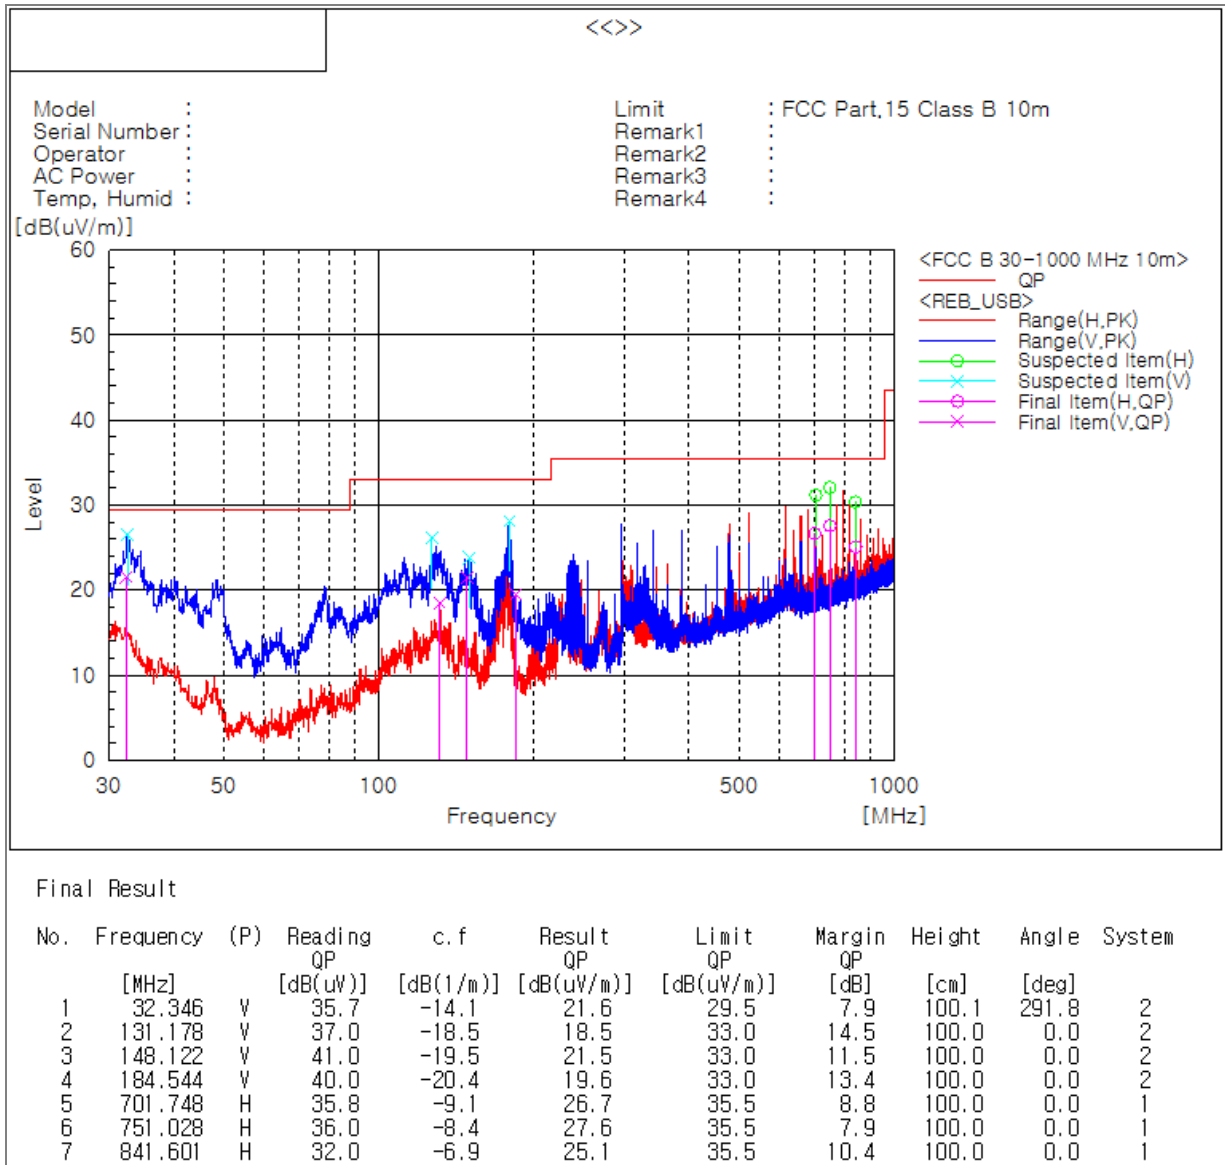 <<>>
Model : Limit : FCC Part,15 Class B 10m
Serial Number : Remark1 :
Operator : Remark2 :
AC Power : Remark3 :
Temp, Humid : Remark4 :
[dB(uV/m)]
<FCC B 30-1000 MHz 10m>
QP
<REB_USB>
Range(H,PK)
Range(V,PK)
Suspected Item(H)
Suspected Item(V)
Final Item(H,QP)
Final Item(V,QP)
60
50
40
30
20
10
0
Level
30 50 100 500 1000
Frequency [MHz]
Final Result
No. Frequency (P) Reading c.f Result Limit Margin Height Angle System
QP QP QP QP
[MHz] [dB(uV)] [dB(1/m)] [dB(uV/m)] [dB(uV/m)] [dB] [cm] [deg]
1 32.346 V 35.7 -14.1 21.6 29.5 7.9 100.1 291.8 2
2 131.178 V 37.0 -18.5 18.5 33.0 14.5 100.0 0.0 2
3 148.122 V 41.0 -19.5 21.5 33.0 11.5 100.0 0.0 2
4 184.544 V 40.0 -20.4 19.6 33.0 13.4 100.0 0.0 2
5 701.748 H 35.8 -9.1 26.7 35.5 8.8 100.0 0.0 1
6 751.028 H 36.0 -8.4 27.6 35.5 7.9 100.0 0.0 1
7 841.601 H 32.0 -6.9 25.1 35.5 10.4 100.0 0.0 1